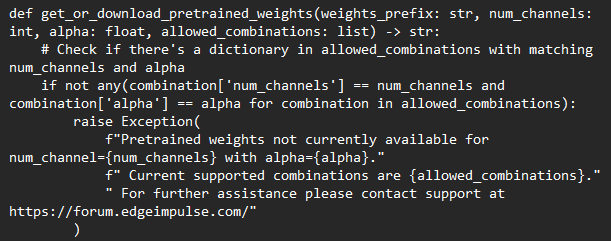 def get_or_download_pretrained_weights(weights_prefix: str, num_channels:
int, alpha: float, allowed_combinations: list) -> str:
    # Check if there's a dictionary in allowed_combinations with matching
num_channels and alpha
    if not any(combination['num_channels'] == num_channels and
combination['alpha'] == alpha for combination in allowed_combinations):
        raise Exception(
            f"Pretrained weights not currently available for
num_channel={num_channels} with alpha={alpha}."
            f" Current supported combinations are {allowed_combinations}."
            " For further assistance please contact support at
https://forum.edgeimpulse.com/"
        )